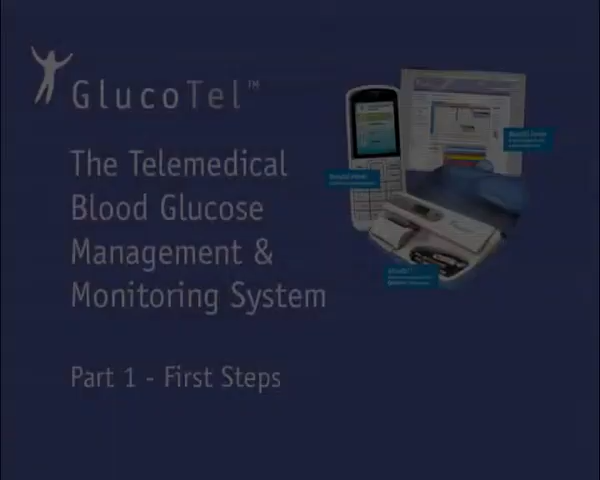 GlucoTel™
The Telemedical
Blood Glucose
Management &
Monitoring System
Part 1 - First Steps